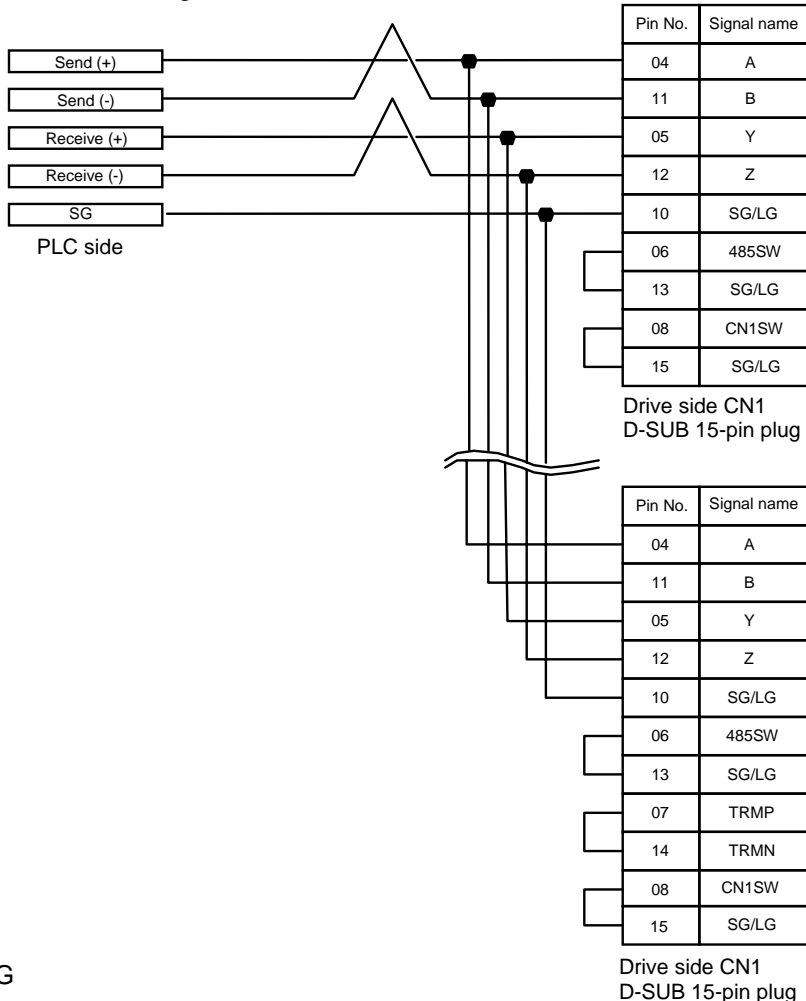 Pin No. Signal name
Send (+) 04 A
Send (-) 11 B
Receive (+) 05 Y
Receive (-) 12 Z
SG 10 SG/LG
PLC side 06 485SW
13 SG/LG
08 CN1SW
15 SG/LG
Drive side CN1
D-SUB 15-pin plug
Pin No. Signal name
04 A
11 B
05 Y
12 Z
10 SG/LG
06 485SW
13 SG/LG
07 TRMP
14 TRMN
08 CN1SW
15 SG/LG
Drive side CN1
D-SUB 15-pin plug
G